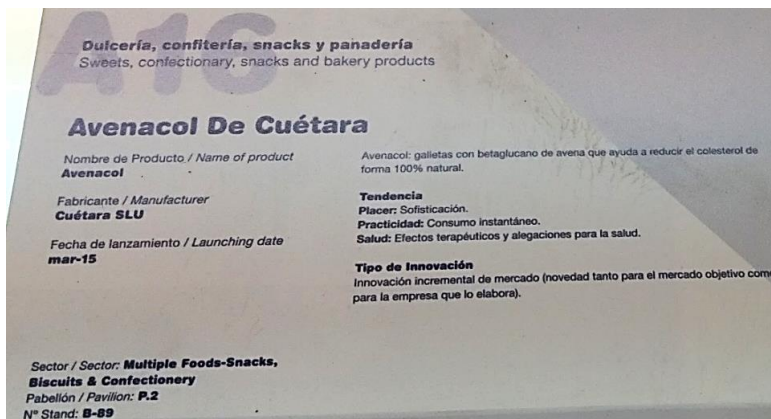 A16
Dulcería, confitería, snacks y panadería
Sweets, confectionary, snacks and bakery products
Avenacol De Cuétara
Nombre de Producto / Name of product
Avenacol
Fabricante / Manufacturer
Cuétara SLU
Fecha de lanzamiento / Launching date
mar-15
Avenacol: galletas con betaglucano de avena que ayuda a reducir el colesterol de
forma 100% natural.
Tendencia
Placer: Sofisticación.
Practicidad: Consumo instantáneo.
Salud: Efectos terapéuticos y alegaciones para la salud.
Tipo de Innovación
Innovación incremental de mercado (novedad tanto para el mercado objetivo com
para la empresa que lo elabora).
Sector / Sector: Multiple Foods-Snacks,
Biscuits & Confectionery
Pabellón / Pavilion: P.2
Nº Stand: B-89